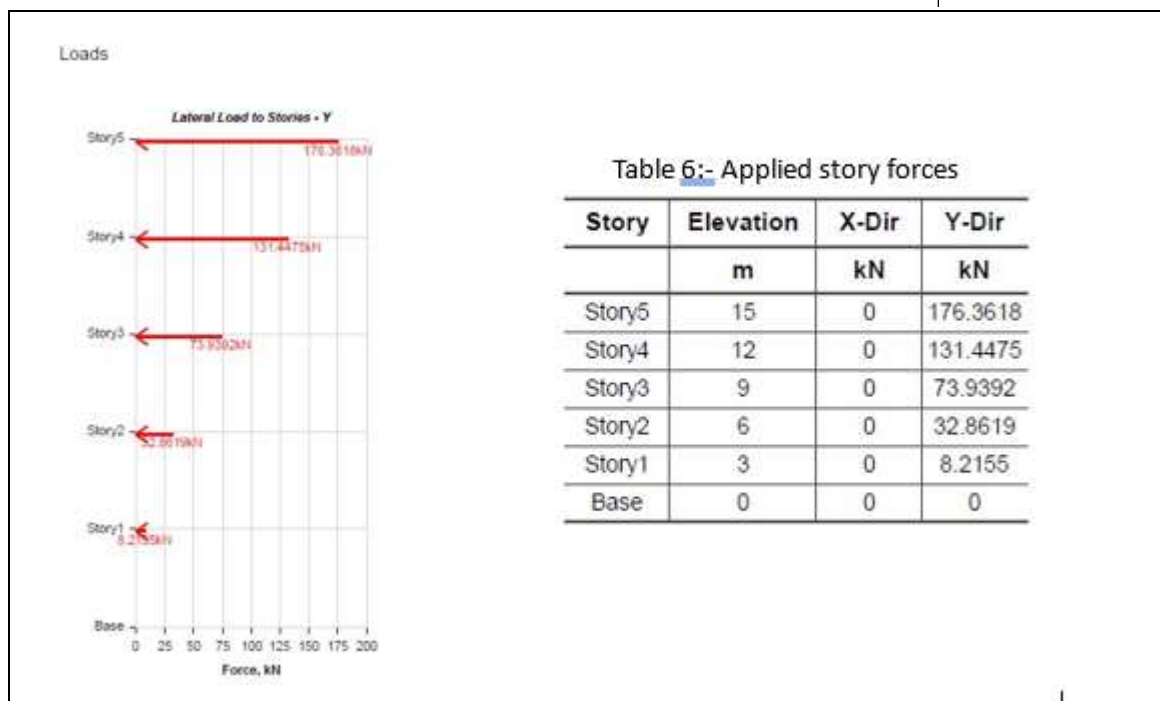 Loads
Lateral Load to Stories - Y
Story5
176.3618kN
Story4
131.4475kN
Story3
73.9392kN
Story2
32.8619kN
Story1
8.2155kN
Base
0 25 50 75 100 125 150 175 200
Force, kN
Table 6:- Applied story forces
Story Elevation X-Dir Y-Dir
m kN kN
Story5 15 0 176.3618
Story4 12 0 131.4475
Story3 9 0 73.9392
Story2 6 0 32.8619
Story1 3 0 8.2155
Base 0 0 0